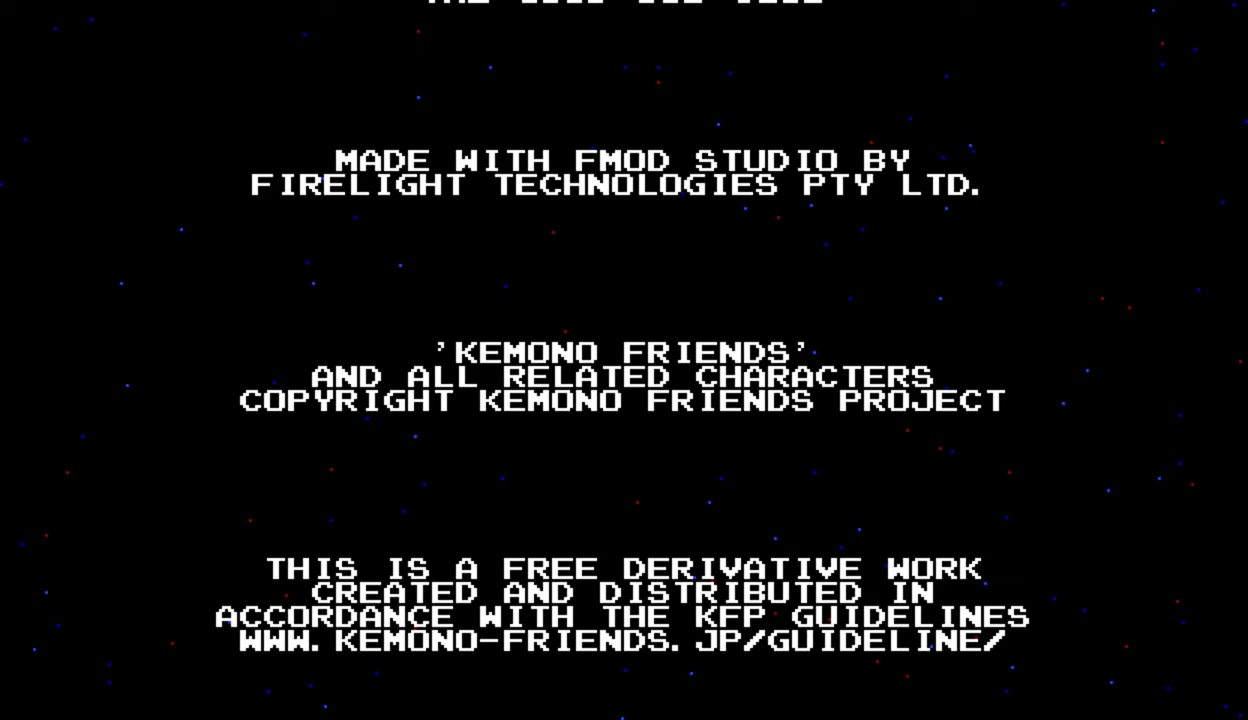 MADE WITH FMOD STUDIO BY
FIRELIGHT TECHNOLOGIES PTY LTD.
'KEMONO FRIENDS'
AND ALL RELATED CHARACTERS
COPYRIGHT KEMONO FRIENDS PROJECT
THIS IS A FREE DERIVATIVE WORK
CREATED AND DISTRIBUTED IN
ACCORDANCE WITH THE KFP GUIDELINES
WWW.KEMONO-FRIENDS.JP/GUIDELINE/